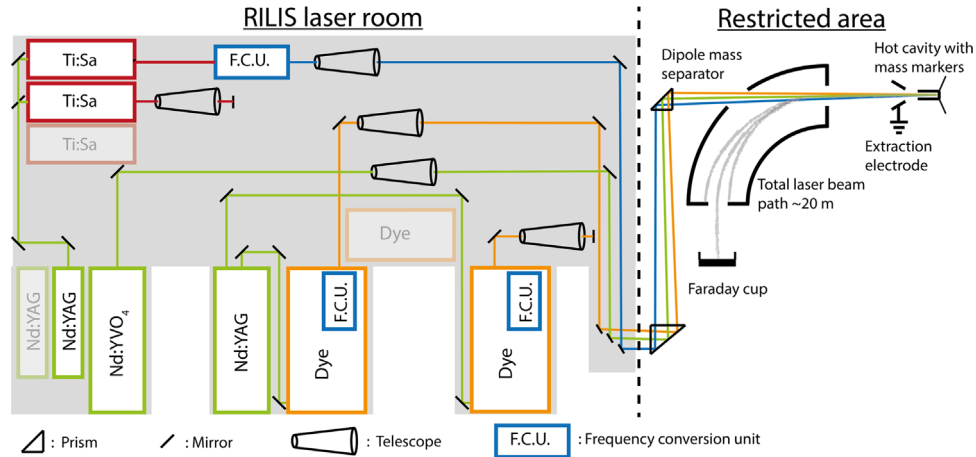 RILIS laser room
Restricted area
Ti:Sa
F.C.U.
Ti:Sa
Ti:Sa
Dipole mass
separator
Hot cavity with
mass markers
Extraction
electrode
Total laser beam
path ~20 m
Faraday cup
Dye
Nd:YAG
Nd:YAG
Nd:YVO4
Nd:YAG
Dye
F.C.U.
Dye
F.C.U.
: Prism
: Mirror
: Telescope
F.C.U.
: Frequency conversion unit